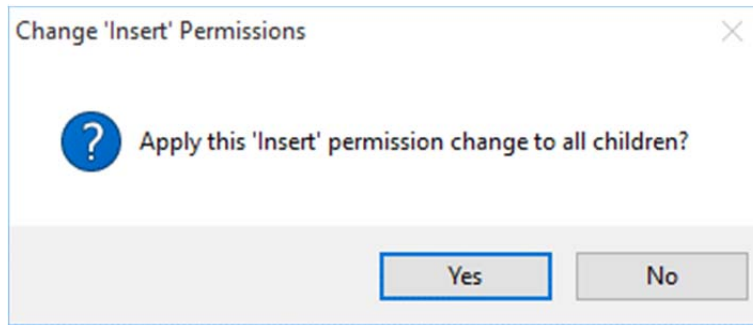 Change 'Insert' Permissions
?
Apply this 'Insert' permission change to all children?
Yes
No